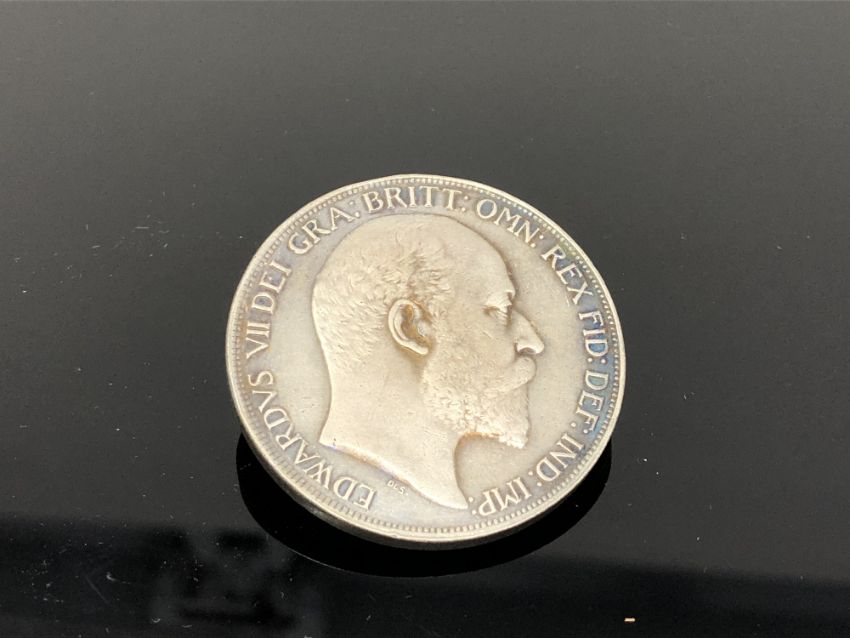 EDWARDVS VII DEI GRA: BRITT: OMN: REX FID: DEF: IND: IMP:
DES.